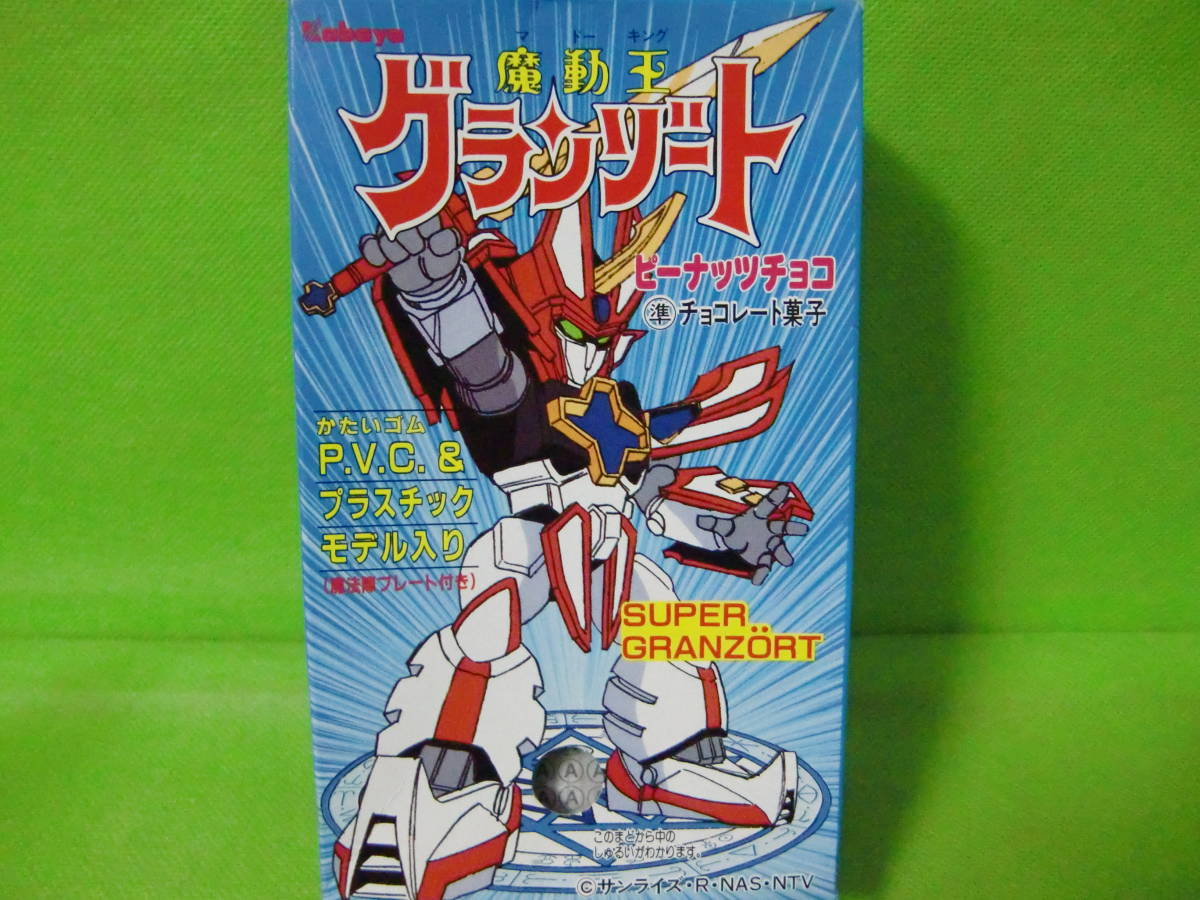 Kabaya
マドーキング
魔動王
グランゾート
ピーナッツチョコ
準チョコレート菓子
かたいゴム
P.V.C. &
プラスチック
モデル入り
(魔法陣プレート付き)
SUPER
GRANZÖRT
A A A
A A
このまどから中の
しゅるいがわかります。
©サンライズ・R・NAS・NTV